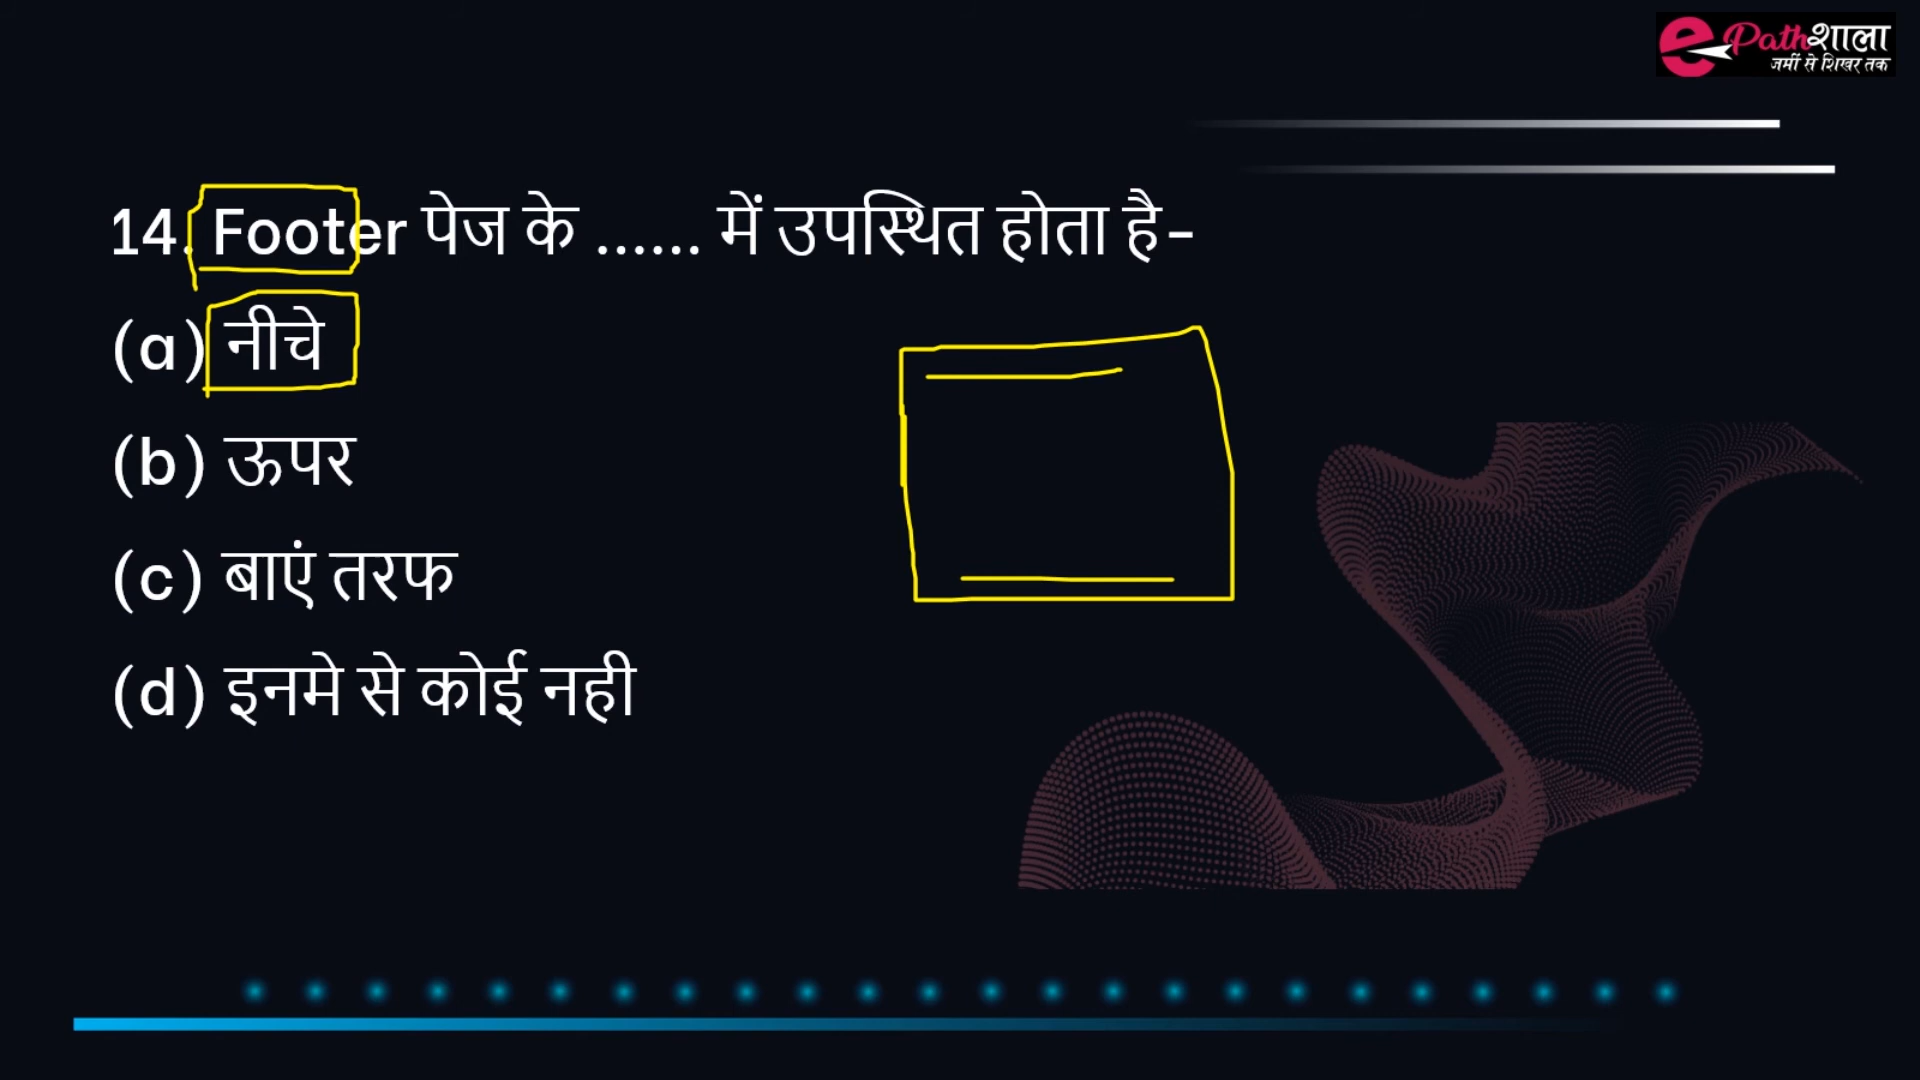 ePathशाला
जमीं से शिखर तक
14. Footer पेज के ...... में उपस्थित होता है-
(a) नीचे
(b) ऊपर
(c) बाएं तरफ
(d) इनमे से कोई नही